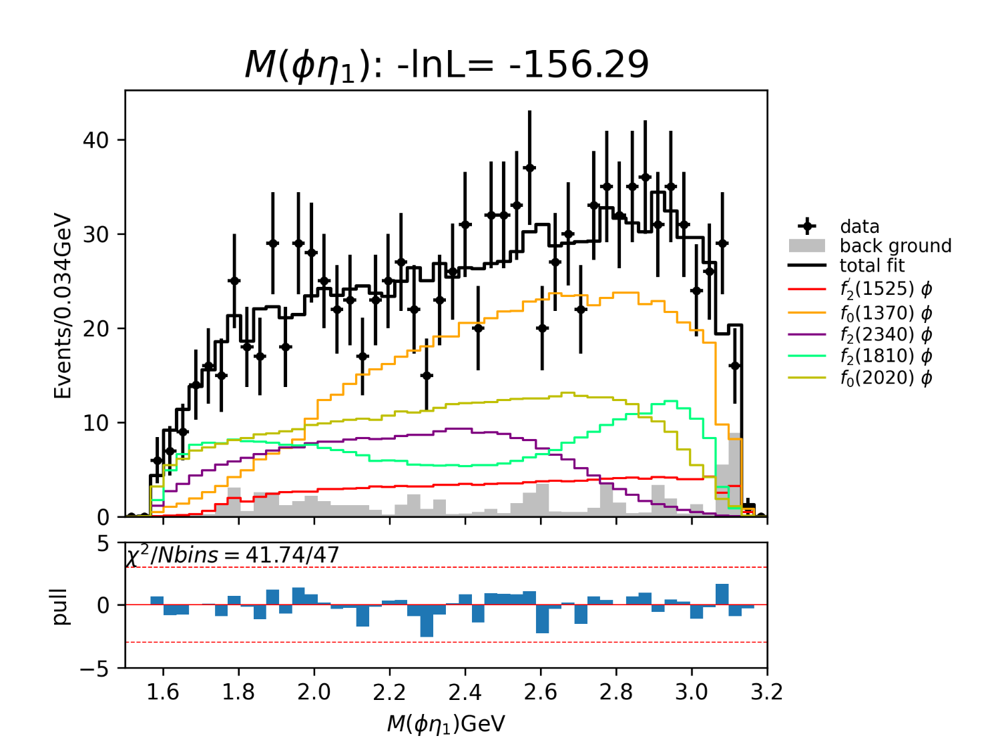 M(ϕη₁): -lnL= -156.29
Events/0.034GeV
40
30
20
10
0
data
back ground
total fit
f₂′(1525) ϕ
f₀(1370) ϕ
f₂(2340) ϕ
f₂(1810) ϕ
f₀(2020) ϕ
χ²/Nbins = 41.74/47
pull
5
0
−5
1.6 1.8 2.0 2.2 2.4 2.6 2.8 3.0 3.2
M(ϕη₁)GeV